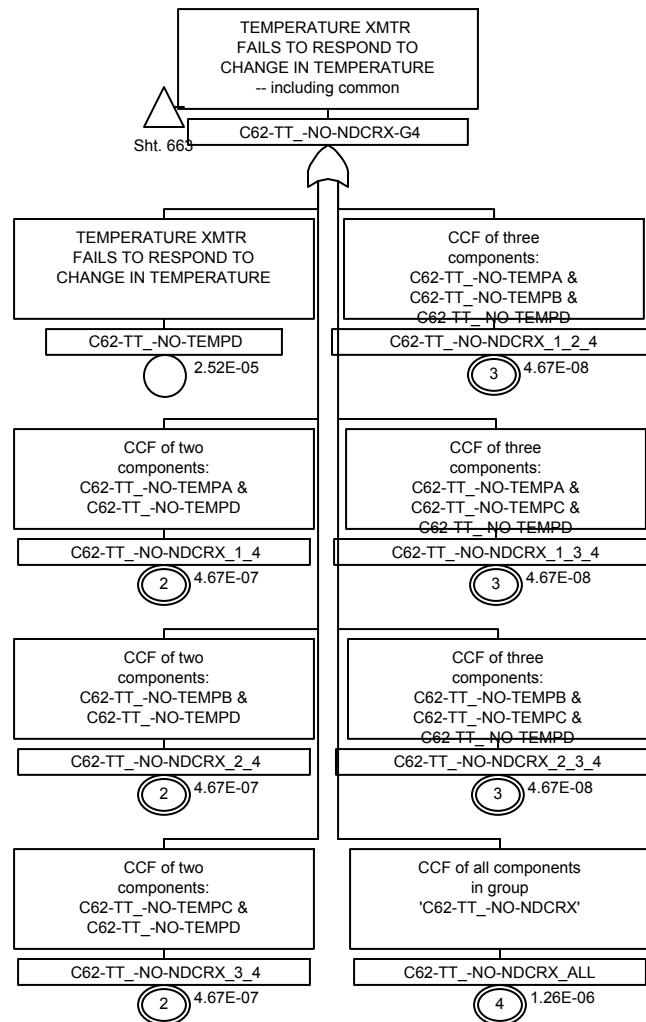 TEMPERATURE XMTR
FAILS TO RESPOND TO
CHANGE IN TEMPERATURE
-- including common
Sht. 663
C62-TT_-NO-NDCRX-G4
TEMPERATURE XMTR
FAILS TO RESPOND TO
CHANGE IN TEMPERATURE
C62-TT_-NO-TEMPD
2.52E-05
CCF of three
components:
C62-TT_-NO-TEMPA &
C62-TT_-NO-TEMPB &
C62-TT_-NO-TEMPD
C62-TT_-NO-NDCRX_1_2_4
3
4.67E-08
CCF of two
components:
C62-TT_-NO-TEMPA &
C62-TT_-NO-TEMPD
C62-TT_-NO-NDCRX_1_4
2
4.67E-07
CCF of three
components:
C62-TT_-NO-TEMPA &
C62-TT_-NO-TEMPC &
C62-TT_-NO-TEMPD
C62-TT_-NO-NDCRX_1_3_4
3
4.67E-08
CCF of two
components:
C62-TT_-NO-TEMPB &
C62-TT_-NO-TEMPD
C62-TT_-NO-NDCRX_2_4
2
4.67E-07
CCF of three
components:
C62-TT_-NO-TEMPB &
C62-TT_-NO-TEMPC &
C62-TT_-NO-TEMPD
C62-TT_-NO-NDCRX_2_3_4
3
4.67E-08
CCF of two
components:
C62-TT_-NO-TEMPC &
C62-TT_-NO-TEMPD
C62-TT_-NO-NDCRX_3_4
2
4.67E-07
CCF of all components
in group
'C62-TT_-NO-NDCRX'
C62-TT_-NO-NDCRX_ALL
4
1.26E-06